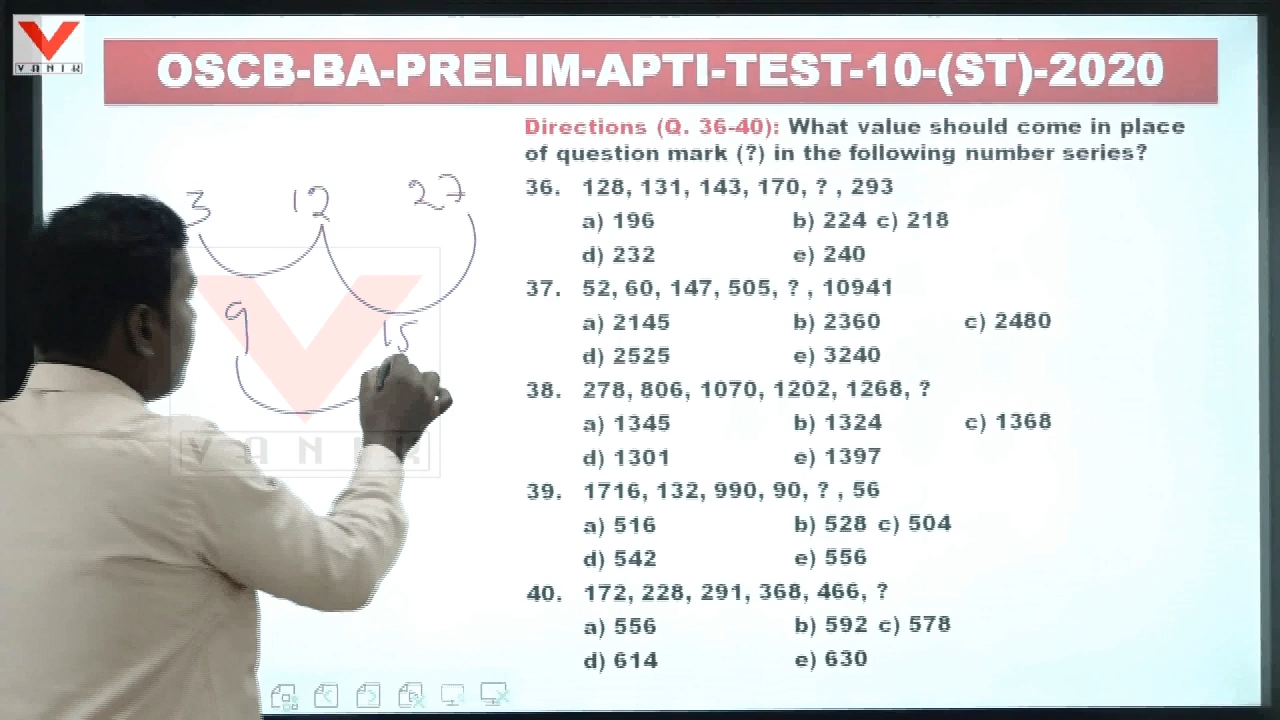 VANIK
OSCB-BA-PRELIM-APTI-TEST-10-(ST)-2020
Directions (Q. 36-40): What value should come in place
of question mark (?) in the following number series?
36. 128, 131, 143, 170, ? , 293
a) 196 b) 224 c) 218
d) 232 e) 240
37. 52, 60, 147, 505, ? , 10941
a) 2145 b) 2360 c) 2480
d) 2525 e) 3240
38. 278, 806, 1070, 1202, 1268, ?
a) 1345 b) 1324 c) 1368
d) 1301 e) 1397
39. 1716, 132, 990, 90, ? , 56
a) 516 b) 528 c) 504
d) 542 e) 556
40. 172, 228, 291, 368, 466, ?
a) 556 b) 592 c) 578
d) 614 e) 630
3 12 27
9 15
VANIK